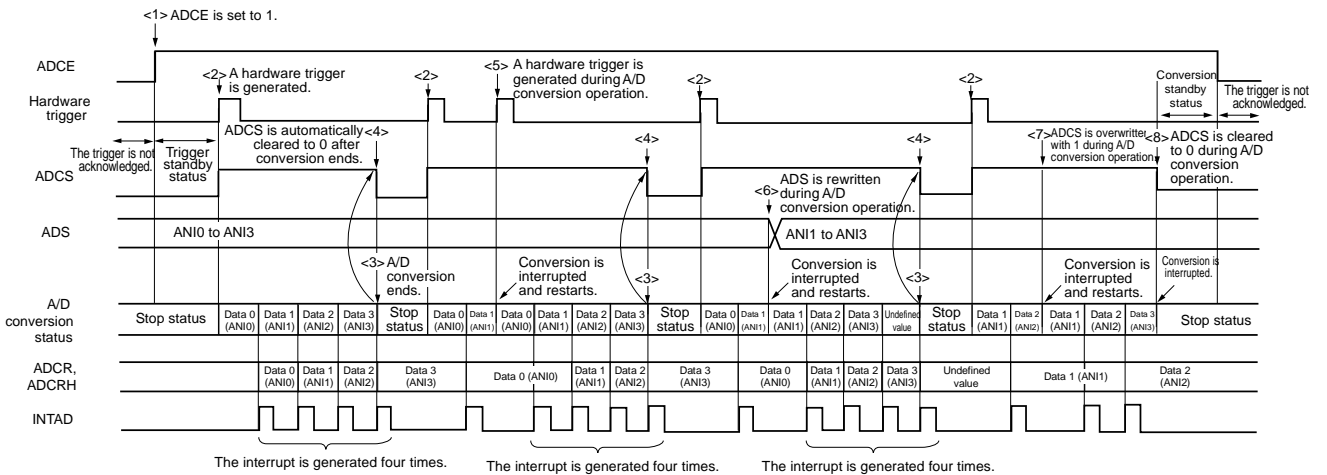 <1> ADCE is set to 1.
ADCE
<2> A hardware trigger
is generated.
<2>
<5> A hardware trigger is
generated during A/D
conversion operation.
<2>
<2>
Conversion
standby
status
The trigger is not
acknowledged.
Hardware
trigger
The trigger is not
acknowledged.
Trigger
standby
status
ADCS is automatically
cleared to 0 after
conversion ends.
<4>
<4>
<4>
<7> ADCS is overwritter
with 1 during A/D
conversion operation.
<8> ADCS is cleared
to 0 during A/D
conversion
operation.
ADCS
<6>
ADS is rewritten
during A/D
conversion operation.
ADS
ANI0 to ANI3
ANI1 to ANI3
<3> A/D
conversion
ends.
Conversion is
interrupted
and restarts.
<3>
Conversion is
interrupted
and restarts.
<3>
Conversion is
interrupted
and restarts.
Conversion is
interrupted.
A/D
conversion
status
Stop status
Data 0
(ANI0)
Data 1
(ANI1)
Data 2
(ANI2)
Data 3
(ANI3)
Stop
status
Data 0
(ANI0)
Data 1
(ANI1)
Data 0
(ANI0)
Data 1
(ANI1)
Data 2
(ANI2)
Data 3
(ANI3)
Stop
status
Data 0
(ANI0)
Data 1
(ANI1)
Data 1
(ANI1)
Data 2
(ANI2)
Data 3
(ANI3)
Undefined
value
Stop
status
Data 1
(ANI1)
Data 2
(ANI2)
Data 1
(ANI1)
Data 2
(ANI2)
Data 3
(ANI3)
Stop status
ADCR,
ADCRH
Data 0
(ANI0)
Data 1
(ANI1)
Data 2
(ANI2)
Data 3
(ANI3)
Data 0 (ANI0)
Data 1
(ANI1)
Data 2
(ANI2)
Data 3
(ANI3)
Data 0
(ANI0)
Data 1
(ANI1)
Data 2
(ANI2)
Data 3
(ANI3)
Undefined
value
Data 1 (ANI1)
Data 2
(ANI2)
INTAD
The interrupt is generated four times.
The interrupt is generated four times.
The interrupt is generated four times.